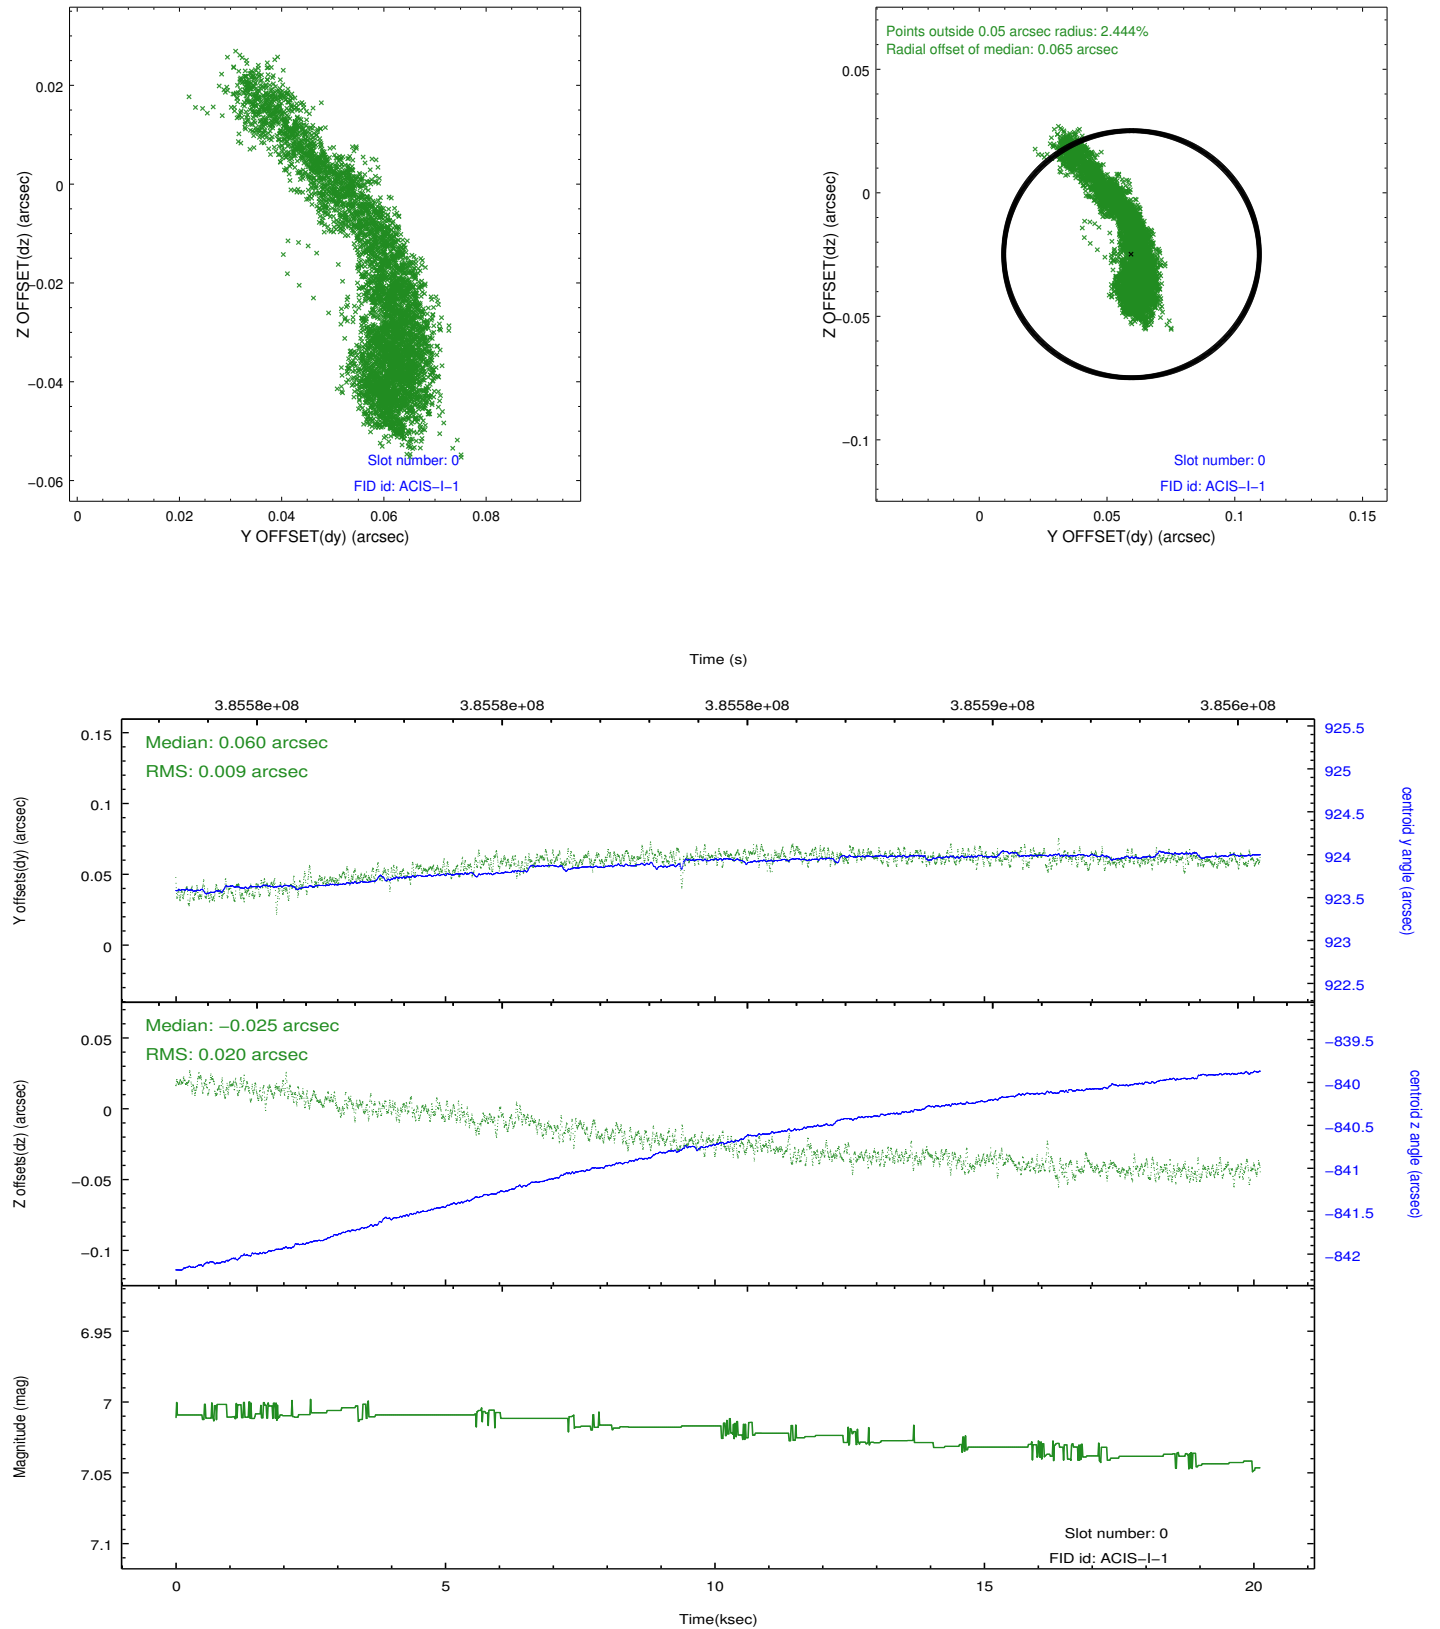 0.02
0
−0.02
−0.04
−0.06
Z OFFSET(dz) (arcsec)
Slot number: 0
FID id: ACIS−I−1
0
0.02
0.04
0.06
0.08
Y OFFSET(dy) (arcsec)
Points outside 0.05 arcsec radius: 2.444%
Radial offset of median: 0.065 arcsec
0.05
0
−0.05
−0.1
Z OFFSET(dz) (arcsec)
Slot number: 0
FID id: ACIS−I−1
0
0.05
0.1
0.15
Y OFFSET(dy) (arcsec)
Time (s)
3.8558e+08
3.8558e+08
3.8558e+08
3.8559e+08
3.856e+08
Median: 0.060 arcsec
RMS: 0.009 arcsec
0.15
0.1
0.05
0
Y offsets(dy) (arcsec)
925.5
925
924.5
924
923.5
923
922.5
centroid y angle (arcsec)
Median: −0.025 arcsec
RMS: 0.020 arcsec
0.05
0
−0.05
−0.1
Z offsets(dz) (arcsec)
−839.5
−840
−840.5
−841
−841.5
−842
centroid z angle (arcsec)
6.95
7
7.05
7.1
Magnitude (mag)
Slot number: 0
FID id: ACIS−I−1
0
5
10
15
20
Time(ksec)